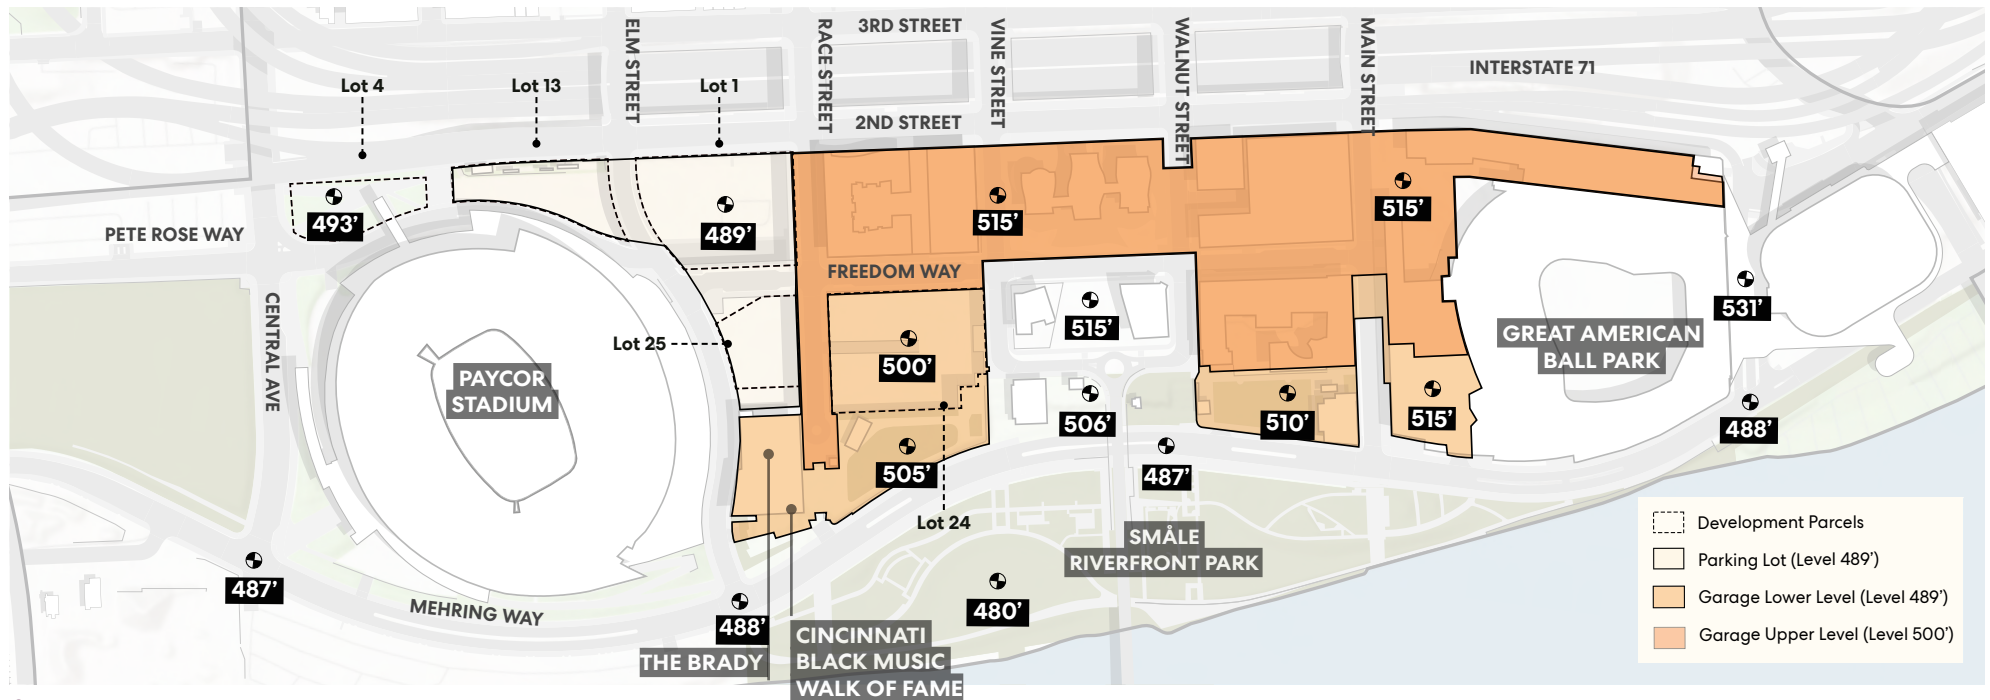 3RD STREET
ELM STREET
RACE STREET
VINE STREET
WALNUT STREET
MAIN STREET
INTERSTATE 71
Lot 4
Lot 13
Lot 1
2ND STREET
493’
489’
515’
515’
PETE ROSE WAY
FREEDOM WAY
CENTRAL AVE
531’
515’
GREAT AMERICAN
BALL PARK
Lot 25
500’
PAYCOR
STADIUM
506’
510’
515’
488’
505’
487’
Lot 24
SMÅLE
RIVERFRONT PARK
487’
MEHRING WAY
480’
488’
THE BRADY
CINCINNATI
BLACK MUSIC
WALK OF FAME
Development Parcels
Parking Lot (Level 489’)
Garage Lower Level (Level 489’)
Garage Upper Level (Level 500’)